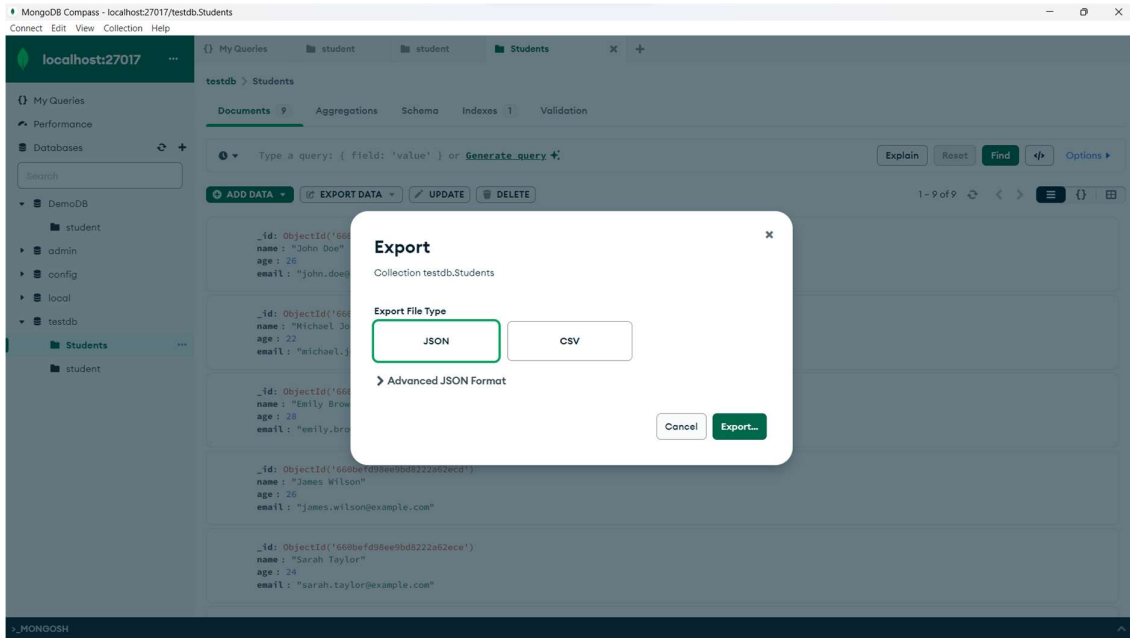 MongoDB Compass - localhost:27017/testdb.Students
Connect Edit View Collection Help
localhost:27017 ...
{} My Queries
student
student
Students
testdb > Students
{} My Queries
Performance
Databases
Search
DemoDB
student
admin
config
local
testdb
Students ...
student
Documents 9 Aggregations Schema Indexes 1 Validation
Type a query: { field: 'value' } or Generate query
Explain Reset Find </> Options
ADD DATA EXPORT DATA UPDATE DELETE
1 – 9 of 9 {}
_id: ObjectId('660
name : "John Doe"
age : 26
email : "john.doe@
_id: ObjectId('660
name : "Michael Jo
age : 22
email : "michael.j
_id: ObjectId('660
name : "Emily Brow
age : 28
email : "emily.bro
_id: ObjectId('660befd98ee9bd8222a62ecd')
name : "James Wilson"
age : 26
email : "james.wilson@example.com"
_id: ObjectId('660befd98ee9bd8222a62ece')
name : "Sarah Taylor"
age : 24
email : "sarah.taylor@example.com"
Export
Collection testdb.Students
Export File Type
JSON CSV
Advanced JSON Format
Cancel Export...
>_MONGOSH